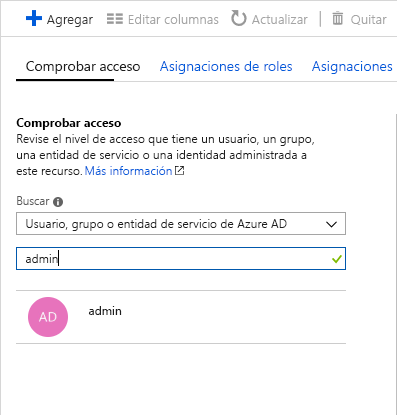 Agregar Editar columnas Actualizar Quitar
Comprobar acceso Asignaciones de roles Asignaciones
Comprobar acceso
Revise el nivel de acceso que tiene un usuario, un grupo,
una entidad de servicio o una identidad administrada a
este recurso. Más información
Buscar
Usuario, grupo o entidad de servicio de Azure AD
admin
AD admin